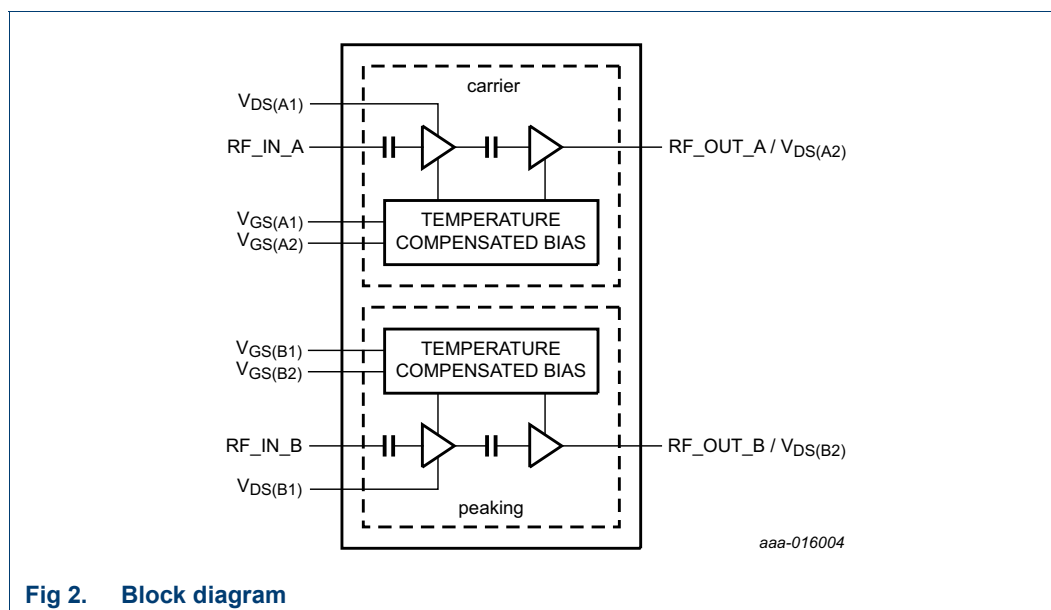 carrier
VDS(A1)
RF_IN_A
RF_OUT_A / VDS(A2)
VGS(A1)
VGS(A2)
TEMPERATURE
COMPENSATED BIAS
VGS(B1)
VGS(B2)
TEMPERATURE
COMPENSATED BIAS
RF_IN_B
RF_OUT_B / VDS(B2)
VDS(B1)
peaking
aaa-016004
Fig 2. Block diagram